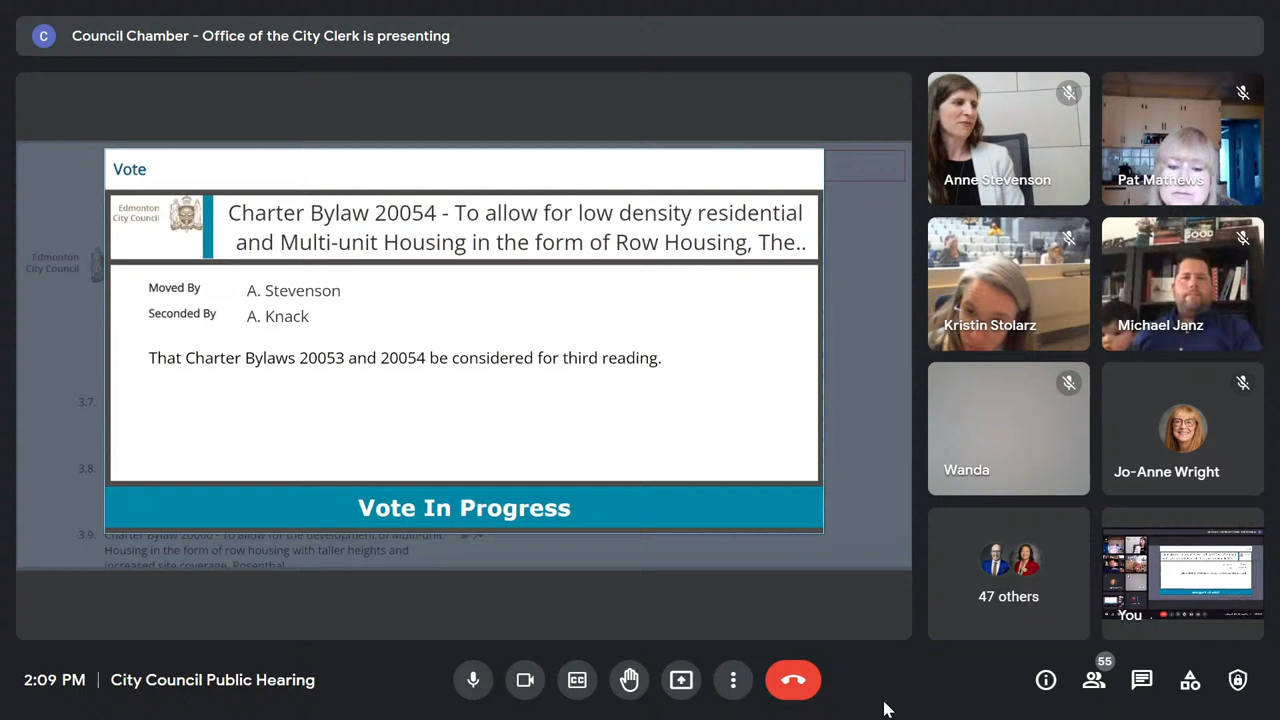 C
Council Chamber - Office of the City Clerk is presenting
Vote
Edmonton
City Council
Charter Bylaw 20054 - To allow for low density residential
and Multi-unit Housing in the form of Row Housing, The..
Moved By
A. Stevenson
Seconded By
A. Knack
That Charter Bylaws 20053 and 20054 be considered for third reading.
Vote In Progress
Edmonton
City Council
3.7.
3.8.
3.9.
Housing in the form of row housing with taller heights and
increased site coverage, Rosenthal
Anne Stevenson
Pat Mathews
Kristin Stolarz
Michael Janz
Wanda
Jo-Anne Wright
47 others
You
2:09 PM
City Council Public Hearing
CC
55